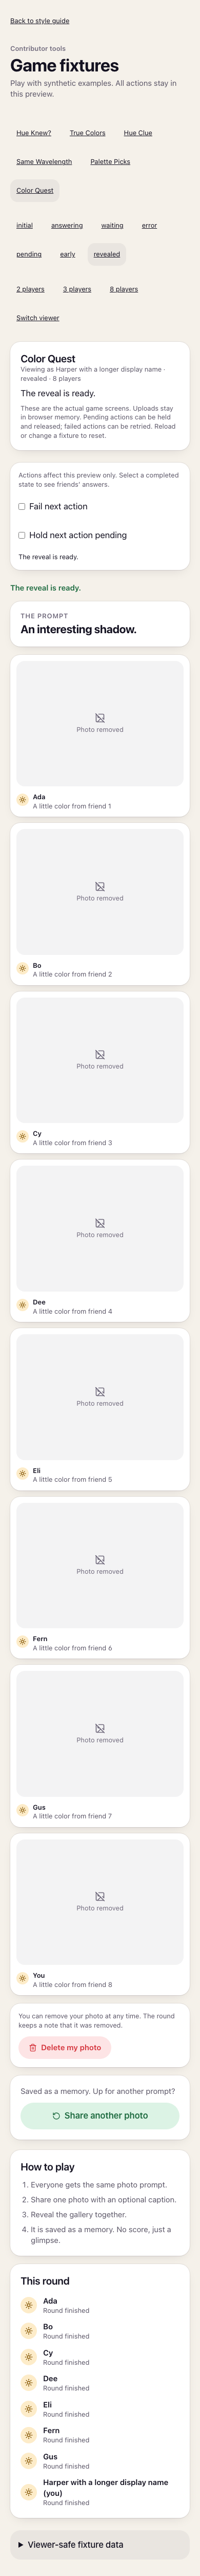 Back to style guide
Contributor tools
Game fixtures
Play with synthetic examples. All actions stay in
this preview.
Hue Knew?
True Colors
Hue Clue
Same Wavelength
Palette Picks
Color Quest
initial
answering
waiting
error
pending
early
revealed
2 players
3 players
8 players
Switch viewer
Color Quest
Viewing as Harper with a longer display name ·
revealed · 8 players
The reveal is ready.
These are the actual game screens. Uploads stay
in browser memory. Pending actions can be held
and released; failed actions can be retried. Reload
or change a fixture to reset.
Actions affect this preview only. Select a completed
state to see friends' answers.
Fail next action
Hold next action pending
The reveal is ready.
The reveal is ready.
THE PROMPT
An interesting shadow.
Photo removed
Ada
A little color from friend 1
Photo removed
Bo
A little color from friend 2
Photo removed
Cy
A little color from friend 3
Photo removed
Dee
A little color from friend 4
Photo removed
Eli
A little color from friend 5
Photo removed
Fern
A little color from friend 6
Photo removed
Gus
A little color from friend 7
Photo removed
You
A little color from friend 8
You can remove your photo at any time. The round
keeps a note that it was removed.
Delete my photo
Saved as a memory. Up for another prompt?
Share another photo
How to play
1. Everyone gets the same photo prompt.
2. Share one photo with an optional caption.
3. Reveal the gallery together.
4. It is saved as a memory. No score, just a
glimpse.
This round
Ada
Round finished
Bo
Round finished
Cy
Round finished
Dee
Round finished
Eli
Round finished
Fern
Round finished
Gus
Round finished
Harper with a longer display name
(you)
Round finished
Viewer-safe fixture data